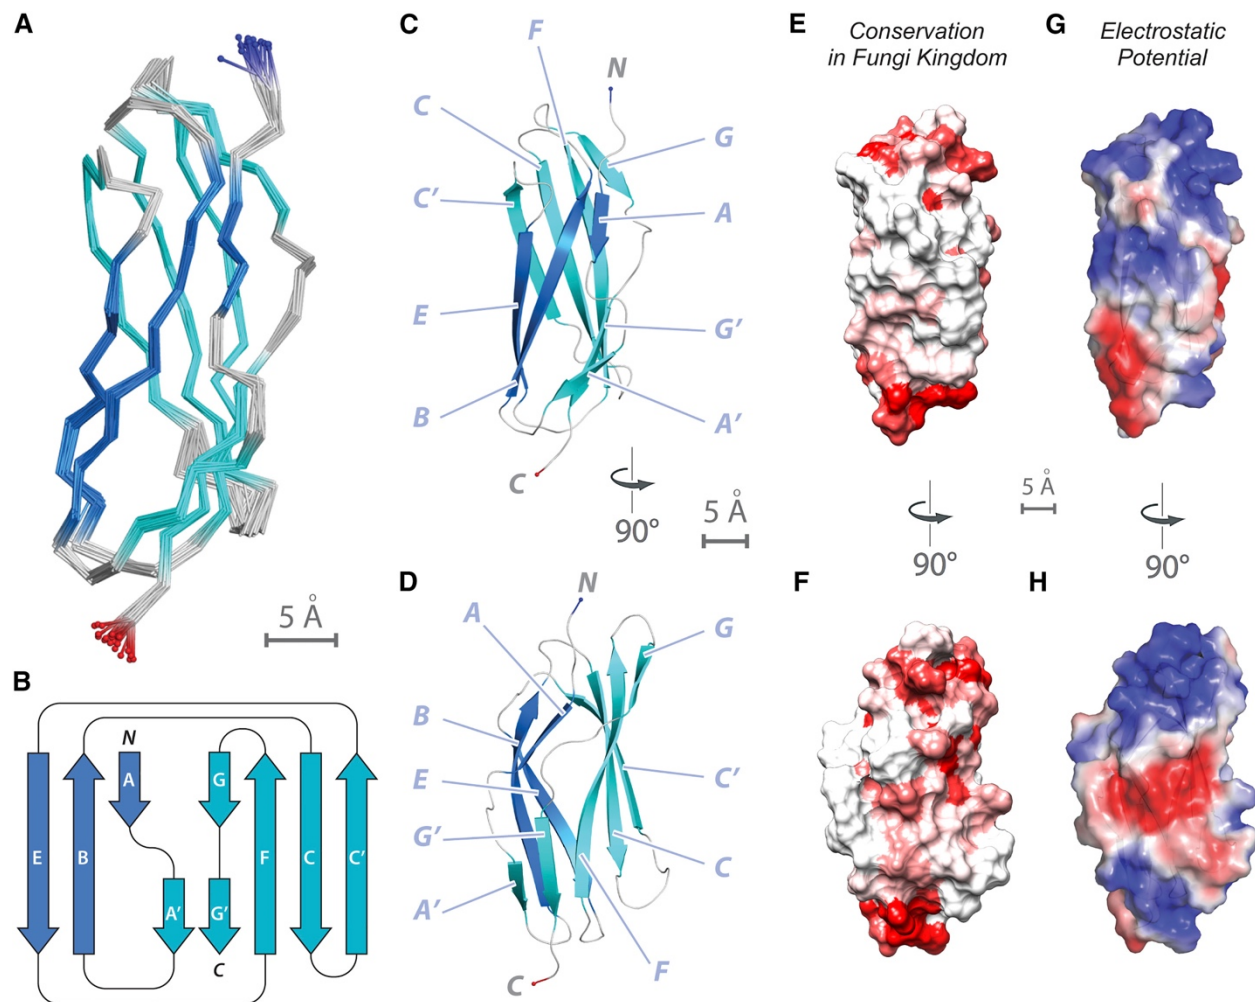 A
5 Å
B
N
A
G
E
B
F
C
C′
A′
G′
C
C
F
N
C
G
C′
A
E
G′
B
A′
C
90°
5 Å
D
N
A
G
B
E
C′
G′
C
A′
F
C
E
Conservation
in Fungi Kingdom
90°
5 Å
F
G
Electrostatic
Potential
90°
H